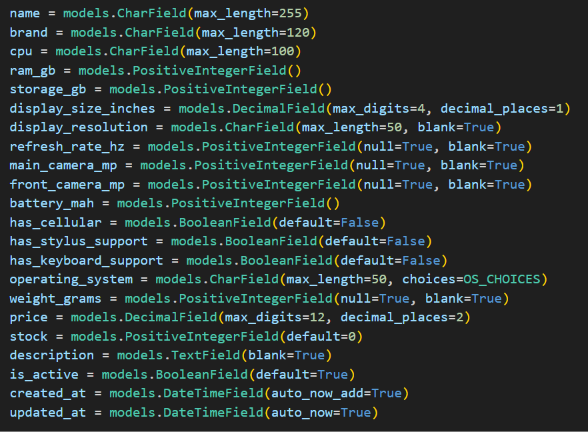 name = models.CharField(max_length=255)
brand = models.CharField(max_length=120)
cpu = models.CharField(max_length=100)
ram_gb = models.PositiveIntegerField()
storage_gb = models.PositiveIntegerField()
display_size_inches = models.DecimalField(max_digits=4, decimal_places=1)
display_resolution = models.CharField(max_length=50, blank=True)
refresh_rate_hz = models.PositiveIntegerField(null=True, blank=True)
main_camera_mp = models.PositiveIntegerField(null=True, blank=True)
front_camera_mp = models.PositiveIntegerField(null=True, blank=True)
battery_mah = models.PositiveIntegerField()
has_cellular = models.BooleanField(default=False)
has_stylus_support = models.BooleanField(default=False)
has_keyboard_support = models.BooleanField(default=False)
operating_system = models.CharField(max_length=50, choices=OS_CHOICES)
weight_grams = models.PositiveIntegerField(null=True, blank=True)
price = models.DecimalField(max_digits=12, decimal_places=2)
stock = models.PositiveIntegerField(default=0)
description = models.TextField(blank=True)
is_active = models.BooleanField(default=True)
created_at = models.DateTimeField(auto_now_add=True)
updated_at = models.DateTimeField(auto_now=True)